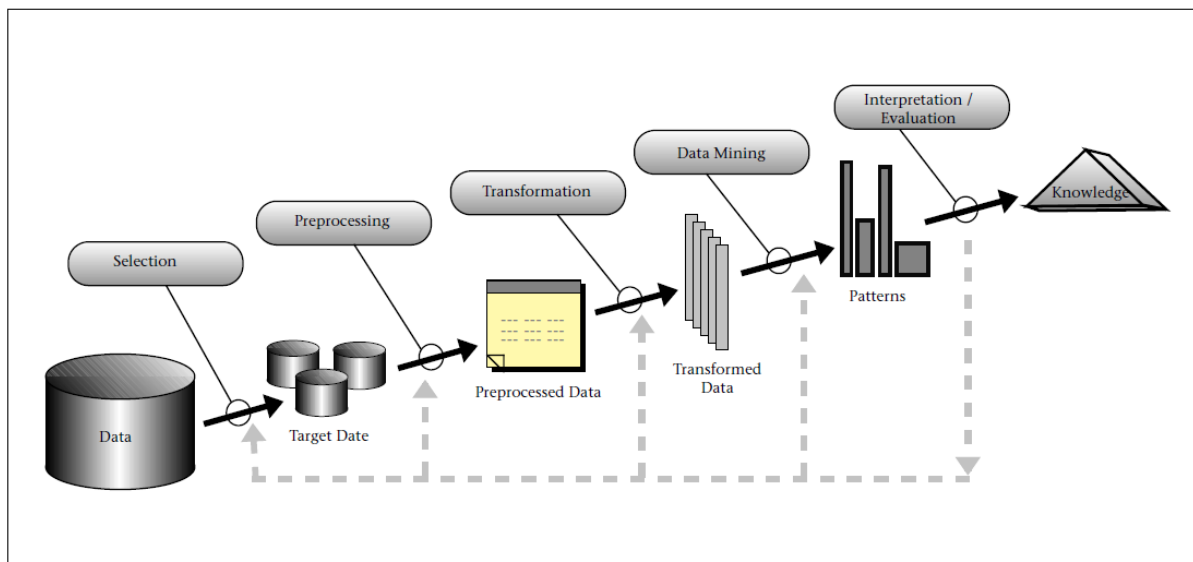 Interpretation /
Evaluation
Data Mining
Transformation
Knowledge
Preprocessing
Selection
Patterns
Transformed
Data
Preprocessed Data
Target Date
Data